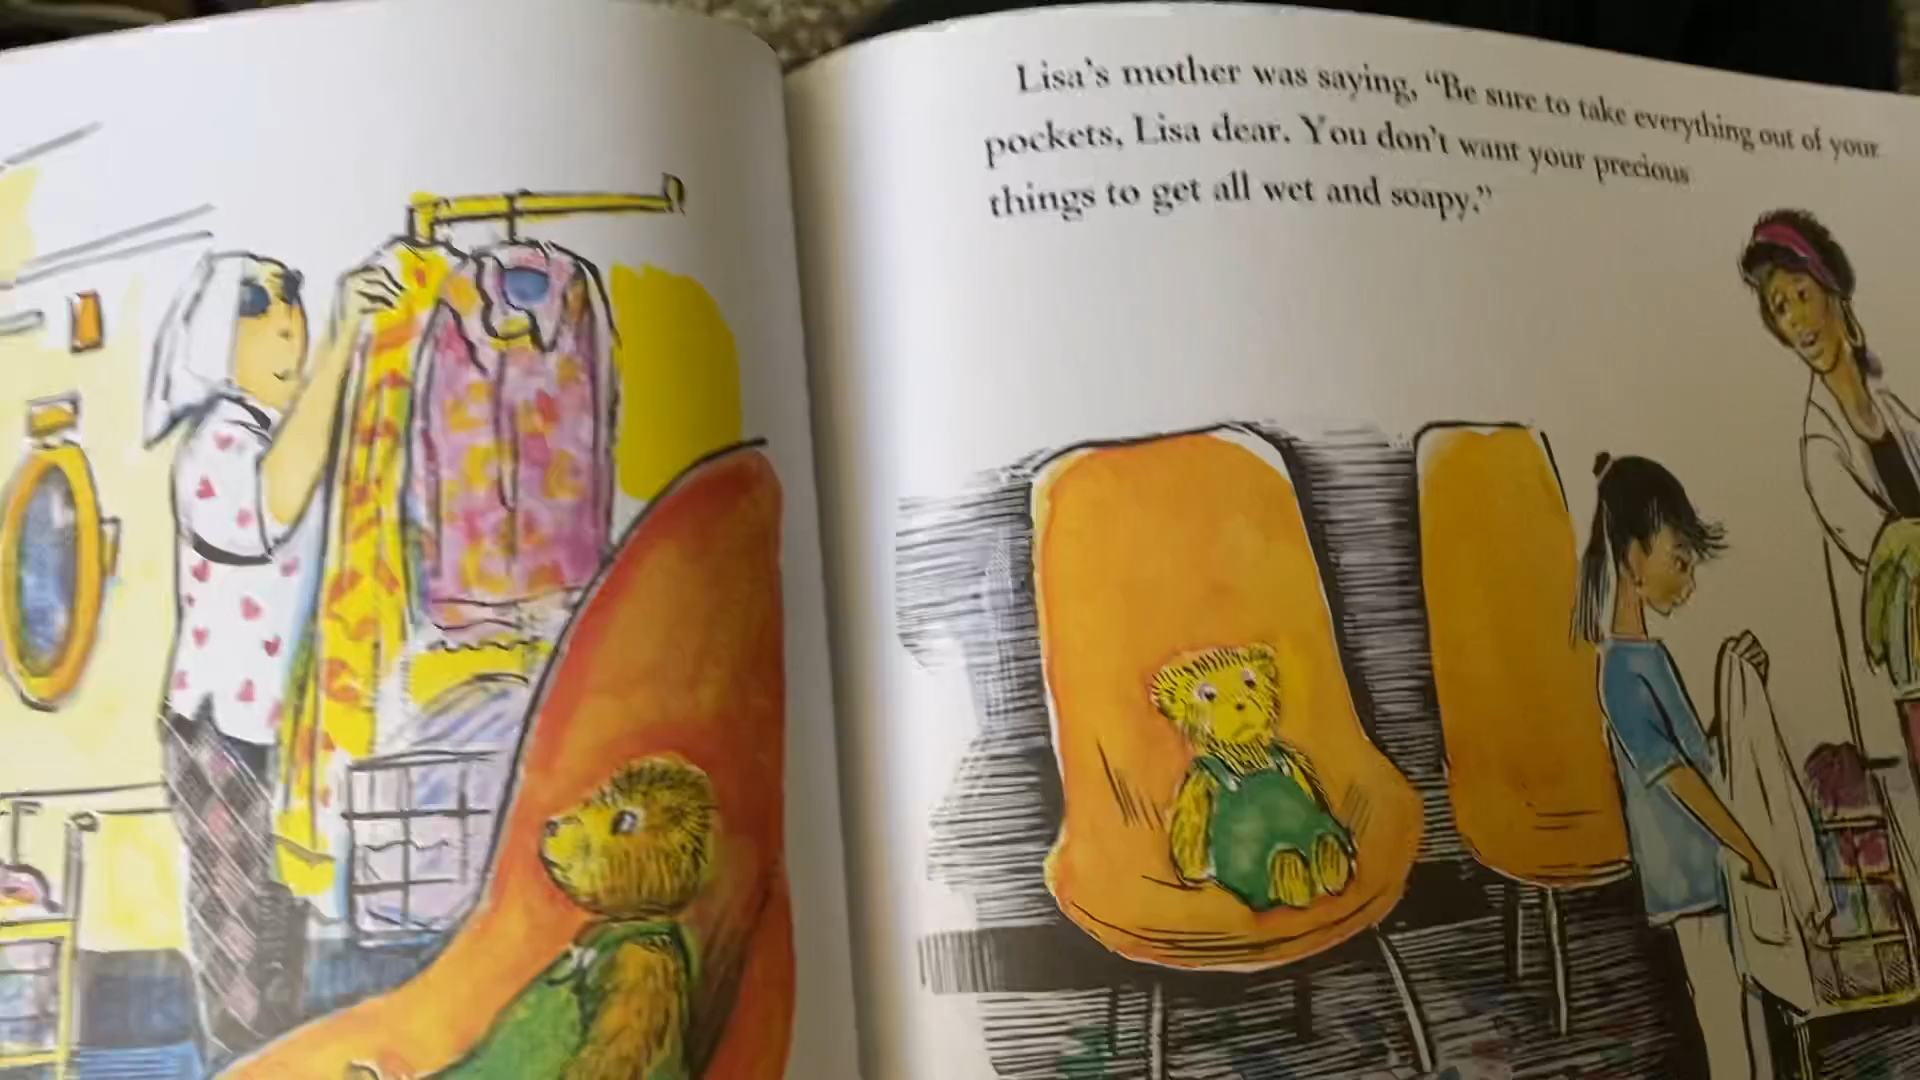 Lisa's mother was saying, “Be sure to take everything out of your
pockets, Lisa dear. You don't want your precious
things to get all wet and soapy.”